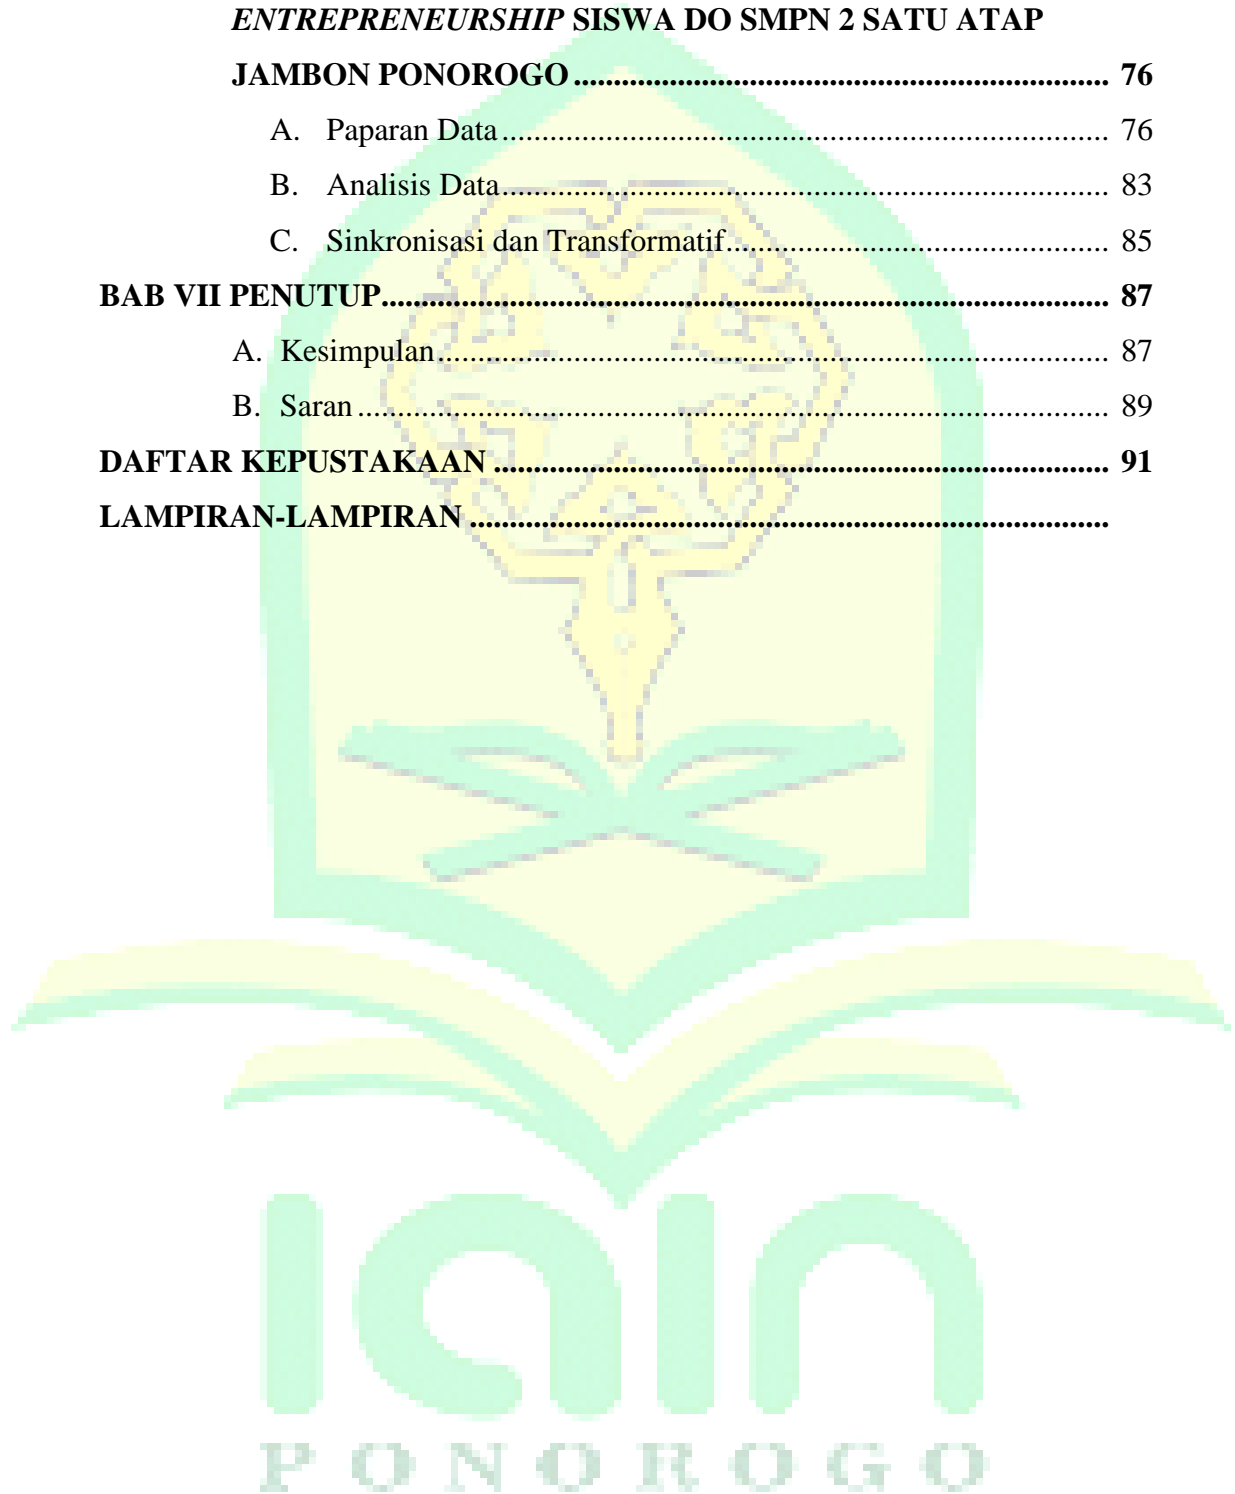 ENTREPRENEURSHIP SISWA DO SMPN 2 SATU ATAP
JAMBON PONOROGO ................................................................... 76
A. Paparan Data ............................................................................ 76
B. Analisis Data ............................................................................ 83
C. Sinkronisasi dan Transformatif ................................................ 85
BAB VII PENUTUP ........................................................................... 87
A. Kesimpulan .................................................................................... 87
B. Saran .............................................................................................. 89
DAFTAR KEPUSTAKAAN ............................................................. 91
LAMPIRAN-LAMPIRAN ................................................................
iain
PONOROGO